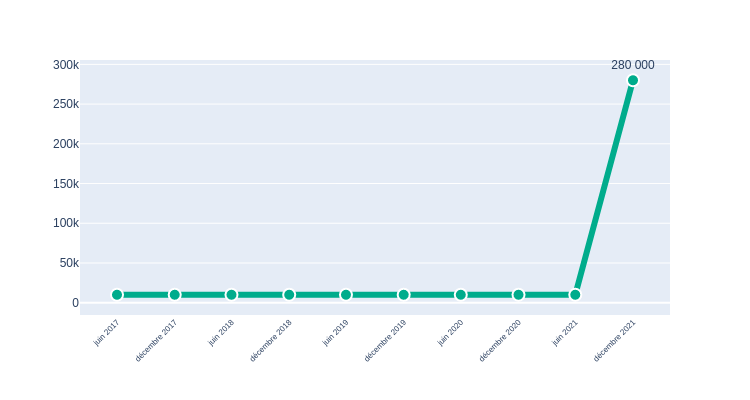 300k
280 000
250k
200k
150k
100k
50k
0
juin 2017
décembre 2017
juin 2018
décembre 2018
juin 2019
décembre 2019
juin 2020
décembre 2020
juin 2021
décembre 2021